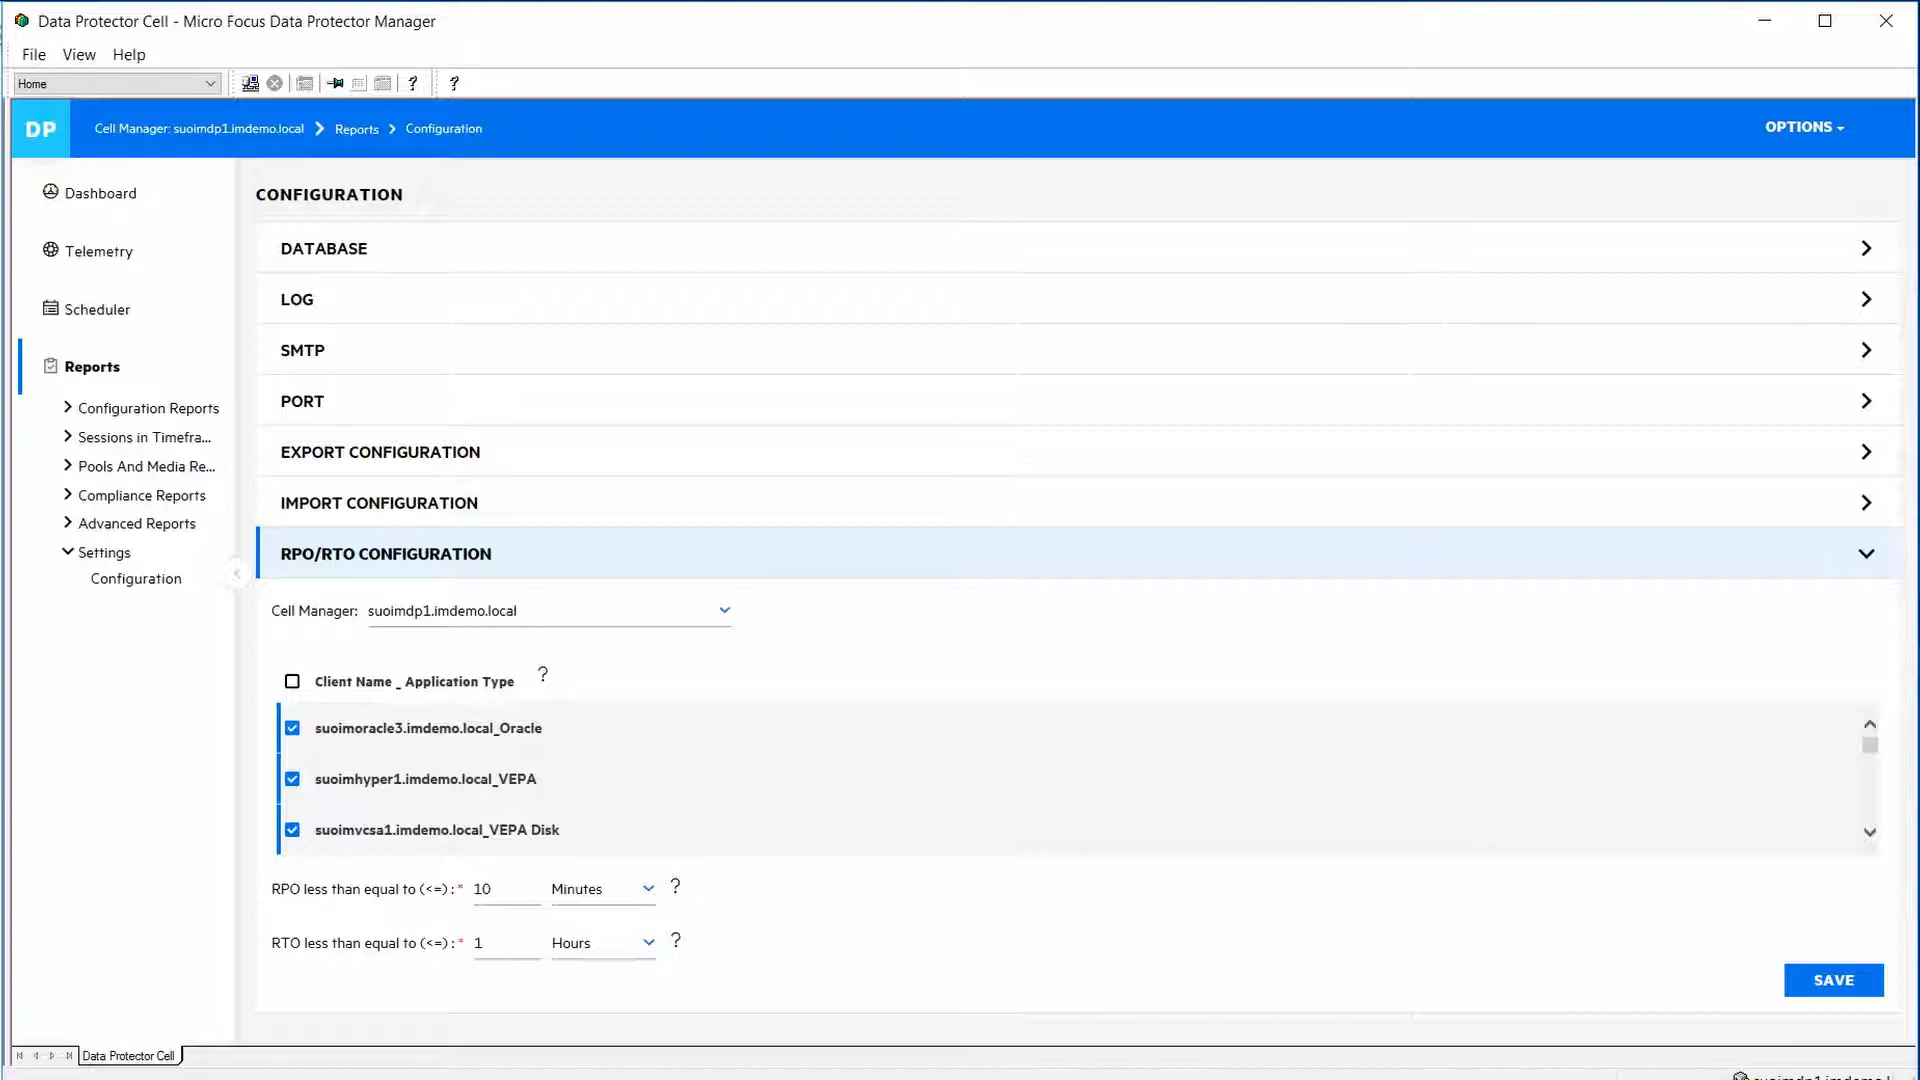 Data Protector Cell - Micro Focus Data Protector Manager
File View Help
Home ? ?
DP Cell Manager: suoimdp1.imdemo.local Reports Configuration OPTIONS
Dashboard
Telemetry
Scheduler
Reports
Configuration Reports
Sessions in Timefra...
Pools And Media Re...
Compliance Reports
Advanced Reports
Settings
Configuration
CONFIGURATION
DATABASE
LOG
SMTP
PORT
EXPORT CONFIGURATION
IMPORT CONFIGURATION
RPO/RTO CONFIGURATION
Cell Manager: suoimdp1.imdemo.local
Client Name _ Application Type ?
suoimoracle3.imdemo.local_Oracle
suoimhyper1.imdemo.local_VEPA
suoimvcsa1.imdemo.local_VEPA Disk
RPO less than equal to (<=):* 10 Minutes ?
RTO less than equal to (<=):* 1 Hours ?
SAVE
Data Protector Cell